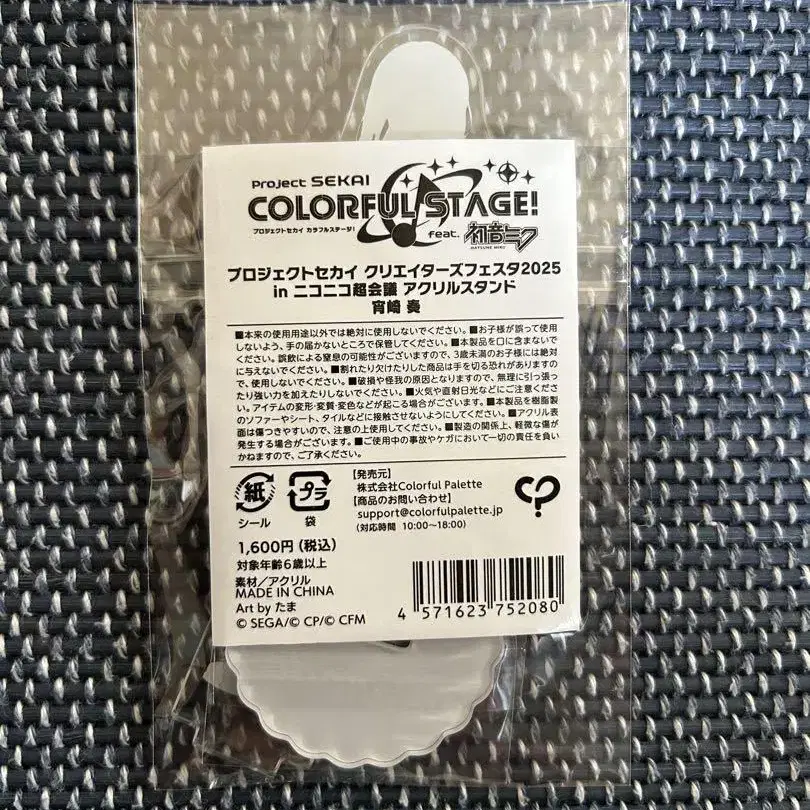 Project SEKAI
COLORFUL STAGE!
プロジェクトセカイ カラフルステージ!
feat. 初音ミク
HATSUNE MIKU
プロジェクトセカイ クリエイターズフェスタ2025
in ニコニコ超会議 アクリルスタンド
宵崎 奏
■本来の使用用途以外では絶対に使用しないでください。■お子様が誤って使用
しないよう、手の届かないところで保管してください。■本製品を口に含まないで
ください。誤飲による窒息の可能性がございますので、3歳未満のお子様には絶対
に与えないでください。■割れたり欠けたりした商品は手を切る恐れがありますの
で、使用しないでください。■破損や怪我の原因となりますので、無理に引っ張っ
たり強い力を加えたりしないでください。■火気や直射日光などにご注意くださ
い。アイテムの変形・変質・変色などが起こる場合がございます。■本製品を樹脂製
のソファーやシート、タイルなどに接触させないようにしてください。■アクリル表
面は傷つきやすいので、注意の上使用してください。■製造の関係上、軽微な傷が
発生する場合がございます。■ご使用中の事故やケガにおいて一切の責任を負い
かねますので、ご了承ください。
紙
シール
プラ
袋
【発売元】
株式会社Colorful Palette
【商品のお問い合わせ】
support@colorfulpalette.jp
(対応時間 10:00〜18:00)
1,600円(税込)
対象年齢6歳以上
素材/アクリル
MADE IN CHINA
Art by たま
© SEGA/© CP/© CFM
4 571623 752080